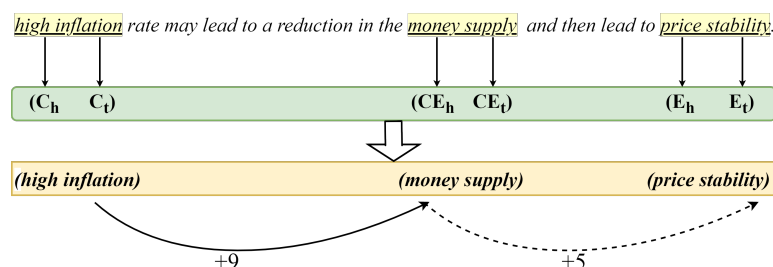 high inflation rate may lead to a reduction in the money supply and then lead to price stability.
(Ch Ct) (CEh CEt) (Eh Et)
(high inflation) (money supply) (price stability)
+9 +5